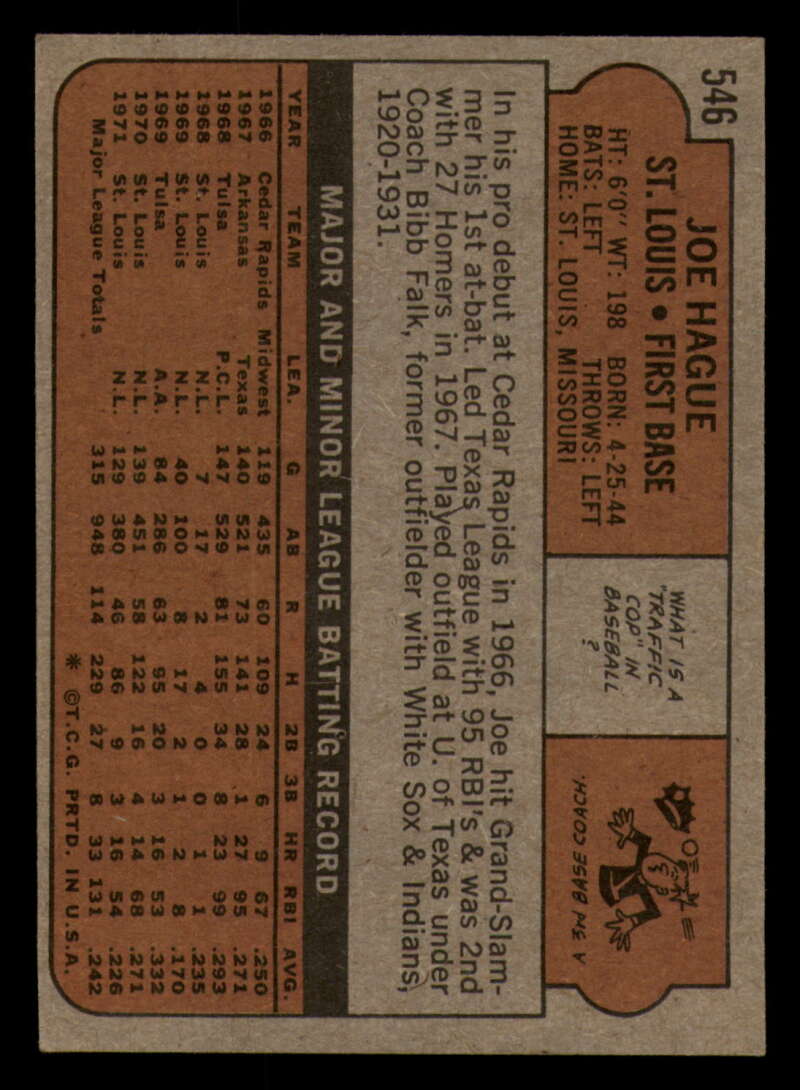 546
JOE HAGUE
ST. LOUIS • FIRST BASE
HT: 6'0" WT: 198 BORN: 4-25-44
BATS: LEFT THROWS: LEFT
HOME: ST. LOUIS, MISSOURI
WHAT IS A
"TRAFFIC
COP" IN
BASEBALL
?
A 3RD BASE COACH.
In his pro debut at Cedar Rapids in 1966, Joe hit Grand-Slam-
mer his 1st at-bat. Led Texas League with 95 RBI's & was 2nd
with 27 Homers in 1967. Played outfield at U. of Texas under
Coach Bibb Falk, former outfielder with White Sox & Indians,
1920-1931.
MAJOR AND MINOR LEAGUE BATTING RECORD
YEAR TEAM LEA. G AB R H 2B 3B HR RBI AVG.
1966 Cedar Rapids Midwest 119 435 60 109 24 6 9 67 .250
1967 Arkansas Texas 140 521 73 141 28 1 27 95 .271
1968 Tulsa P.C.L. 147 529 81 155 34 8 23 99 .293
1968 St. Louis N.L. 7 17 2 4 0 0 1 1 .235
1969 St. Louis N.L. 40 100 8 17 2 1 2 8 .170
1969 Tulsa A.A. 84 286 63 95 20 3 16 53 .332
1970 St. Louis N.L. 139 451 58 122 16 4 14 68 .271
1971 St. Louis N.L. 129 380 46 86 9 3 16 54 .226
Major League Totals 315 948 114 229 27 8 33 131 .242
* ©T.C.G. PRTD. IN U.S.A.